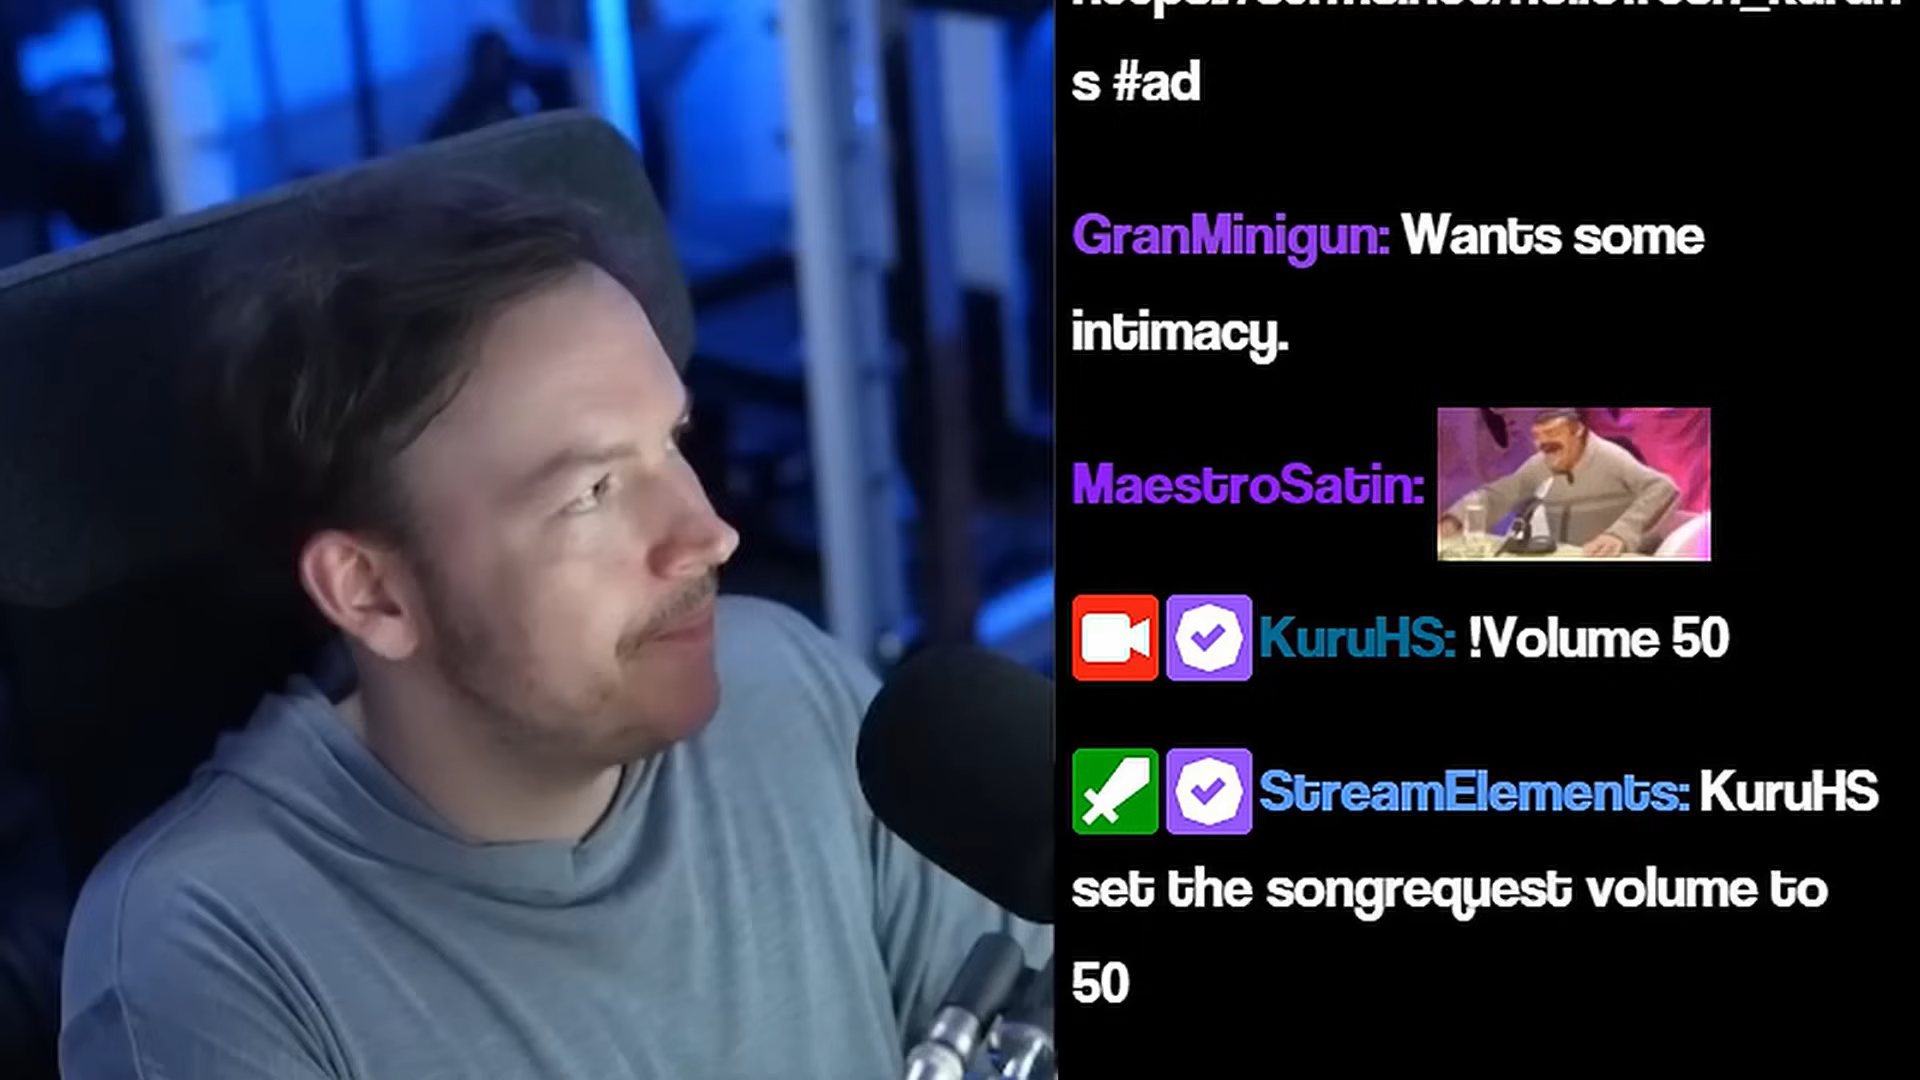 s #ad
GranMinigun: Wants some
intimacy.
MaestroSatin:
KuruHS: !Volume 50
StreamElements: KuruHS
set the songrequest volume to
50